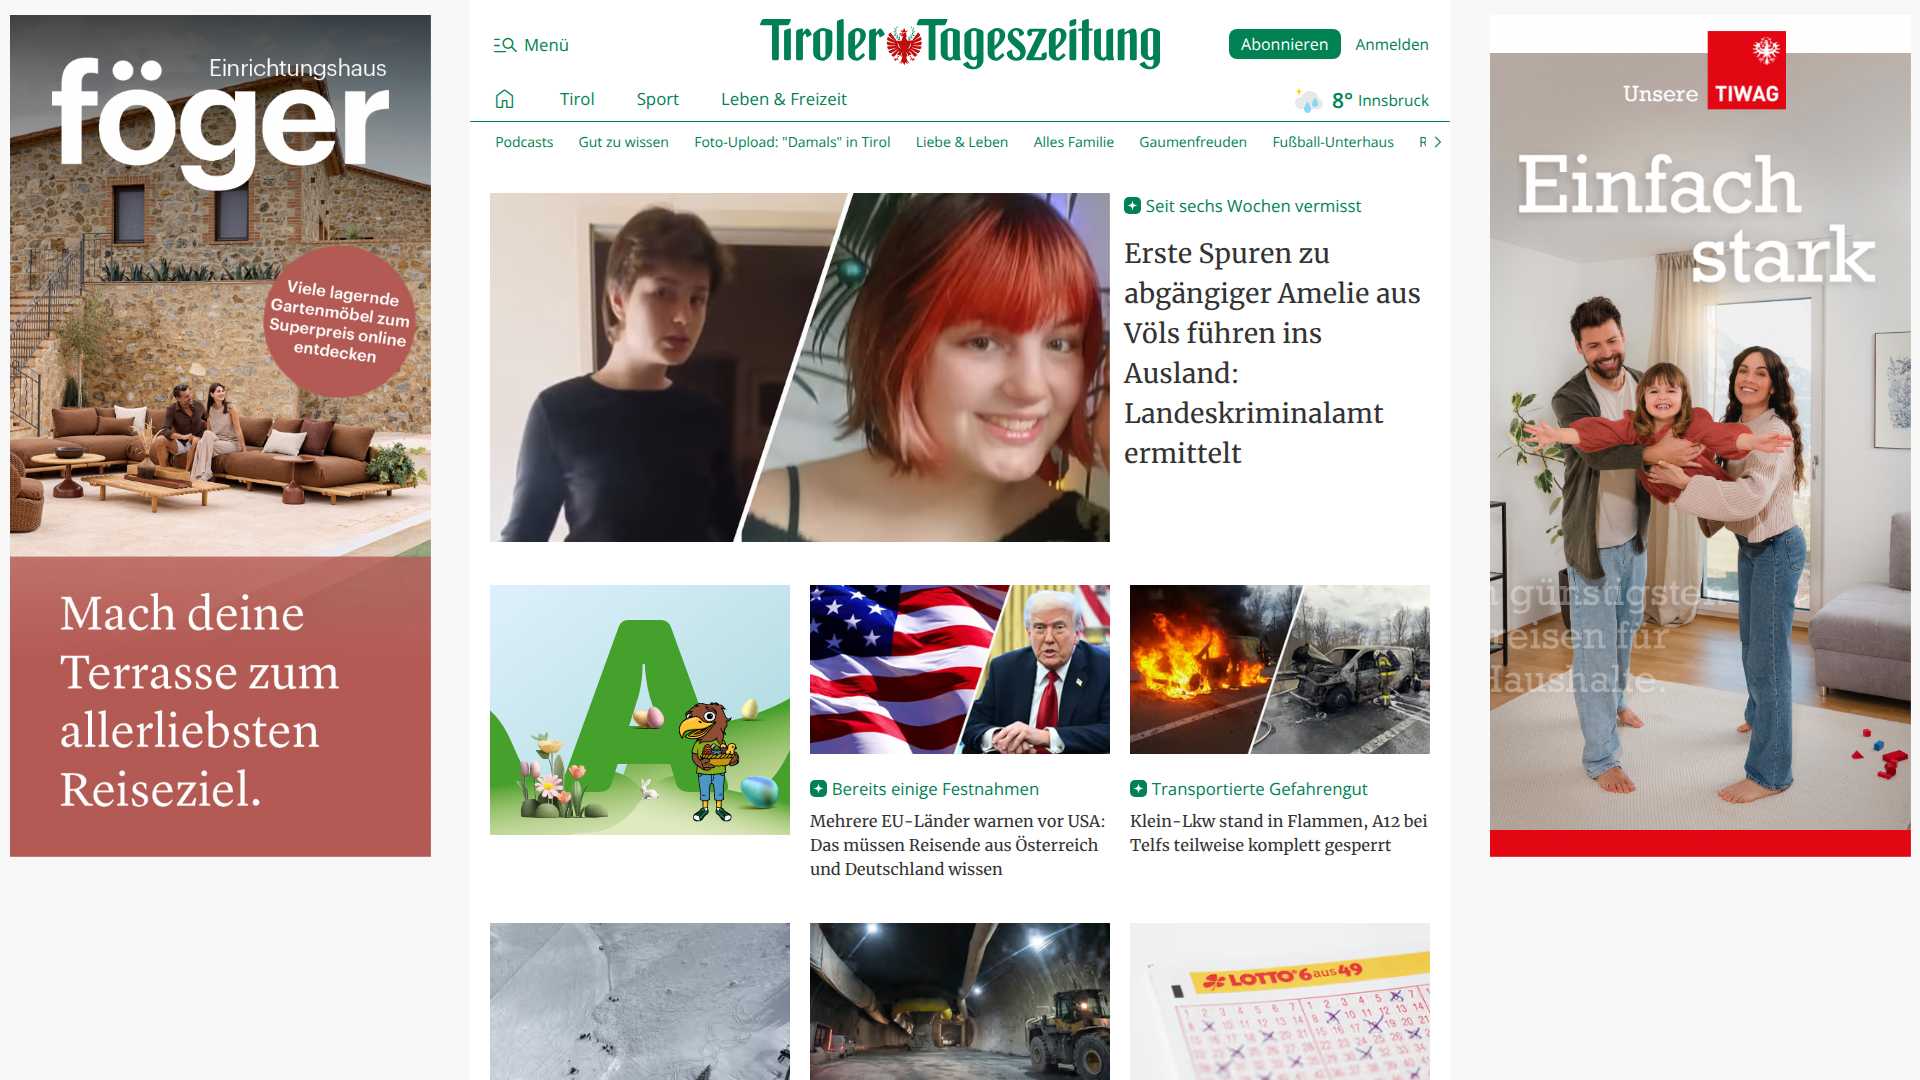 föger
Einrichtungshaus
Viele lagernde
Gartenmöbel zum
Superpreis online
entdecken
Mach deine
Terrasse zum
allerliebsten
Reiseziel.
Menü
Tiroler Tageszeitung
Abonnieren
Anmelden
Tirol
Sport
Leben & Freizeit
8° Innsbruck
Podcasts
Gut zu wissen
Foto-Upload: "Damals" in Tirol
Liebe & Leben
Alles Familie
Gaumenfreuden
Fußball-Unterhaus
Seit sechs Wochen vermisst
Erste Spuren zu
abgängiger Amelie aus
Völs führen ins
Ausland:
Landeskriminalamt
ermittelt
A
Bereits einige Festnahmen
Mehrere EU-Länder warnen vor USA:
Das müssen Reisende aus Österreich
und Deutschland wissen
Transportierte Gefahrengut
Klein-Lkw stand in Flammen, A12 bei
Telfs teilweise komplett gesperrt
LOTTO 6 aus 49
Unsere
TIWAG
Einfach
stark
günstigsten
eisen für
Haushalte.